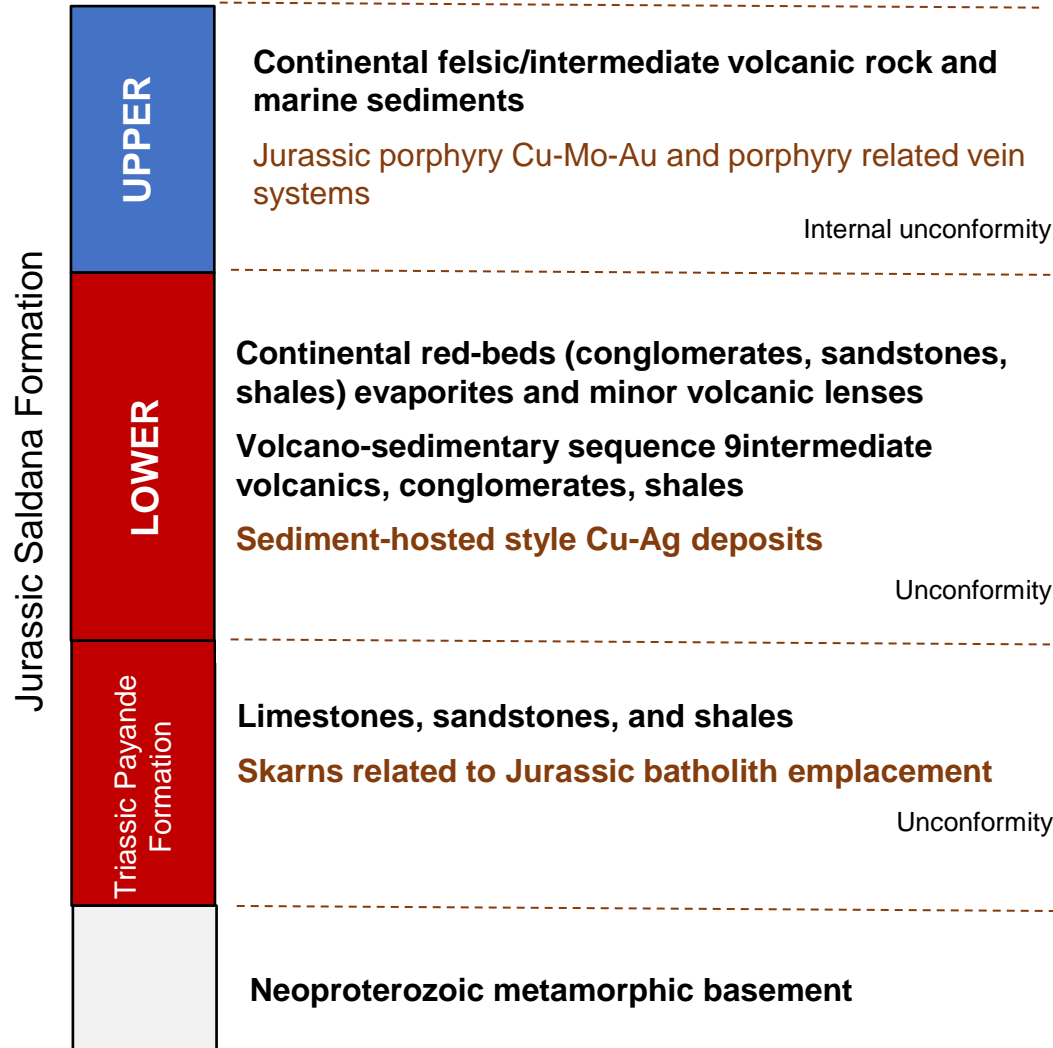 Jurassic Saldana Formation
UPPER
Continental felsic/intermediate volcanic rock and
marine sediments
Jurassic porphyry Cu-Mo-Au and porphyry related vein
systems
Internal unconformity
LOWER
Continental red-beds (conglomerates, sandstones,
shales) evaporites and minor volcanic lenses
Volcano-sedimentary sequence 9intermediate
volcanics, conglomerates, shales
Sediment-hosted style Cu-Ag deposits
Unconformity
Triassic Payande
Formation
Limestones, sandstones, and shales
Skarns related to Jurassic batholith emplacement
Unconformity
Neoproterozoic metamorphic basement